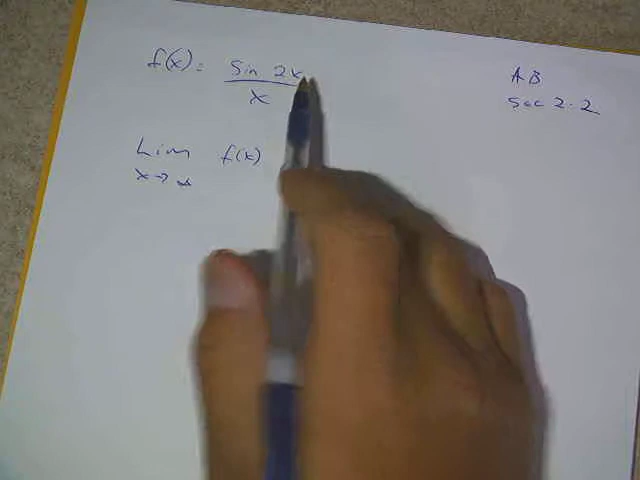 f(x) = sin 2x / x
AB
Sec 2.2
Lim f(x)
x→∞